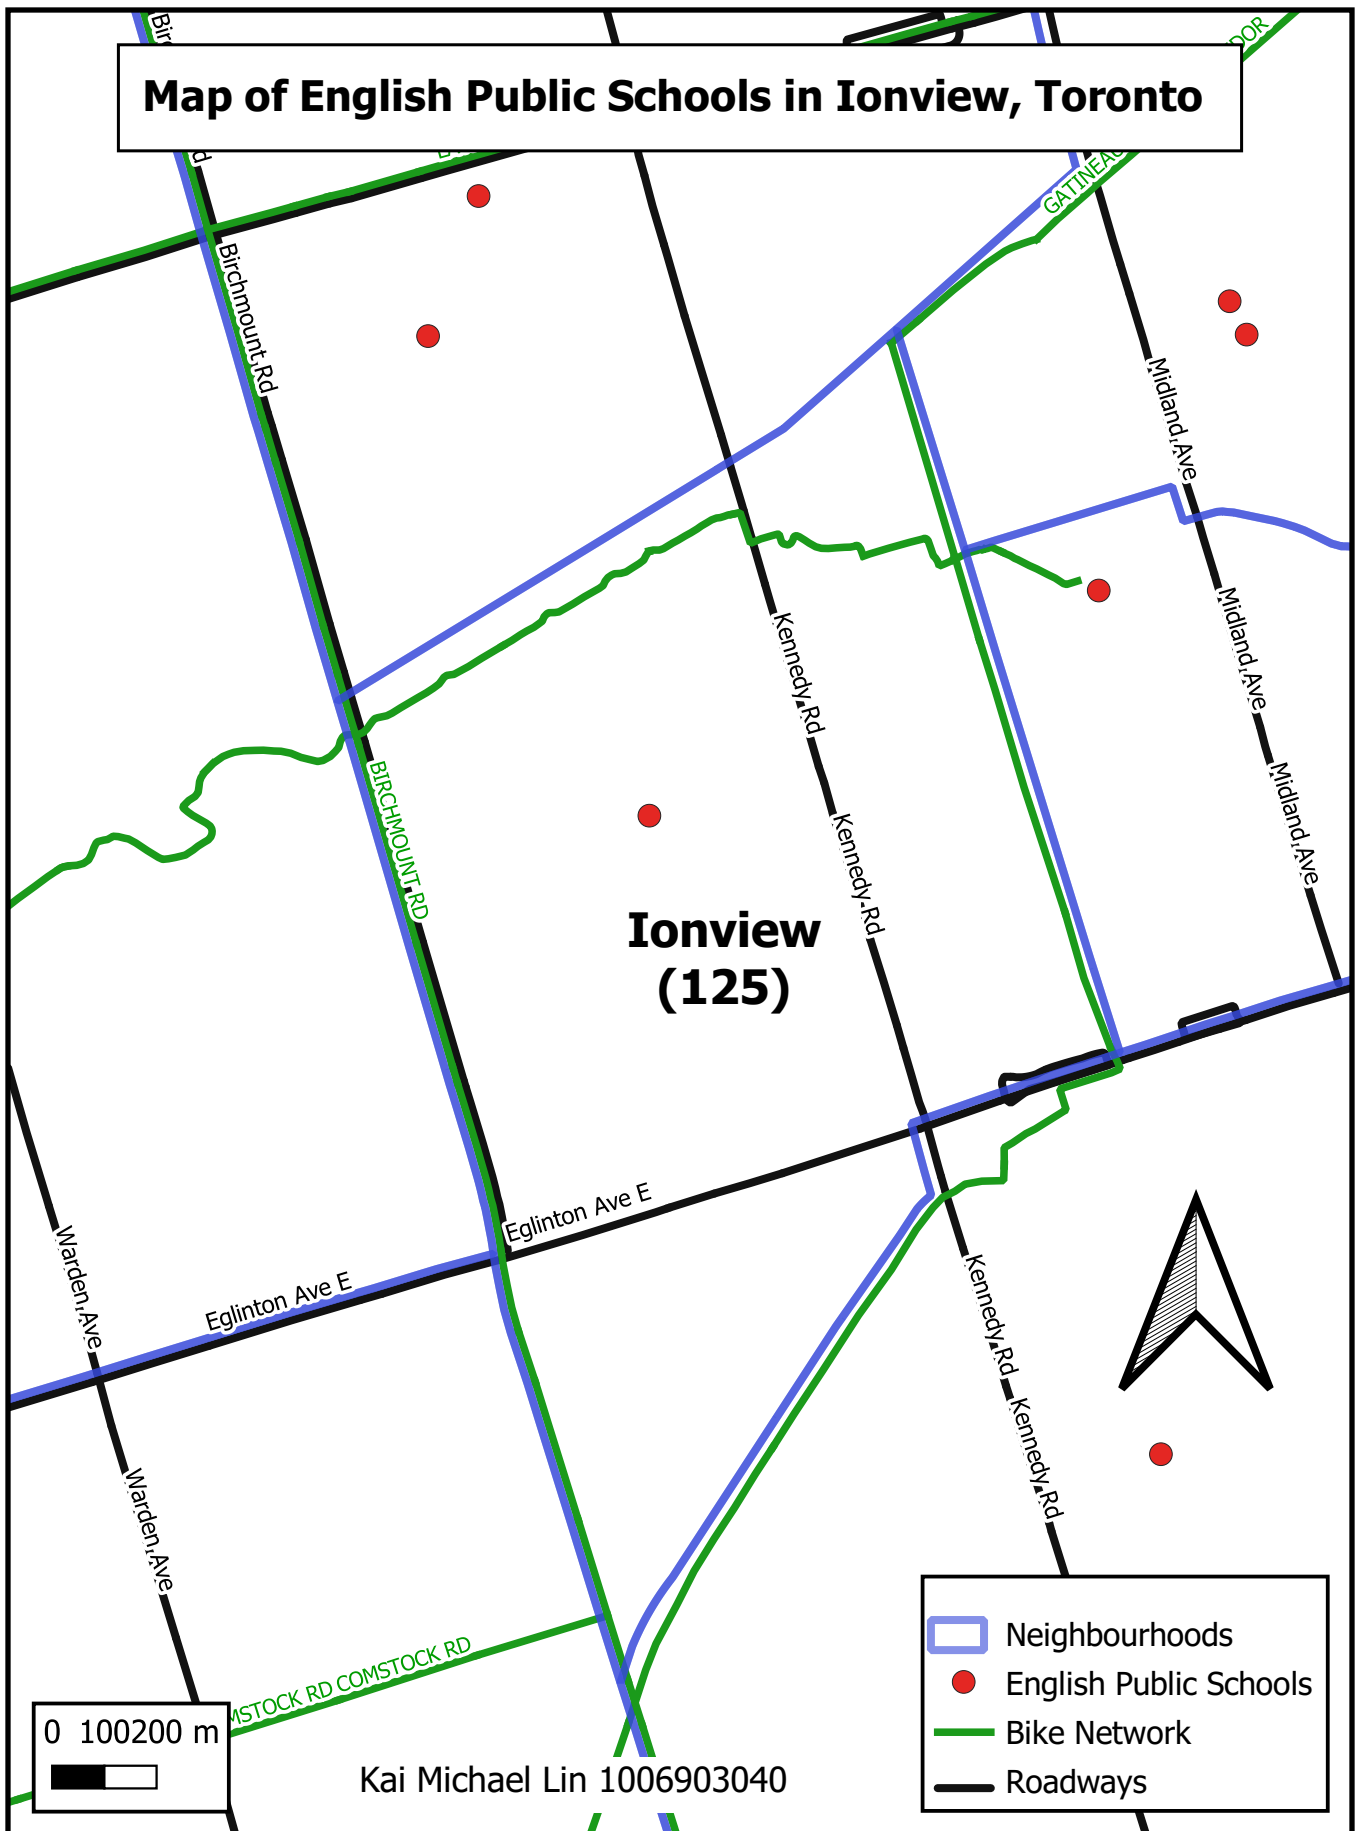 DOR
Map of English Public Schools in Ionview, Toronto
GATINEAU
Birchmount Rd
Midland Ave
Midland Ave
Kennedy Rd
BIRCHMOUNT RD
Midland Ave
Kennedy Rd
Ionview
(125)
Eglinton Ave E
Warden Ave
Eglinton Ave E
Kennedy Rd
Kennedy Rd
Warden Ave
Neighbourhoods
English Public Schools
Bike Network
Roadways
MSTOCK RD COMSTOCK RD
0 100200 m
Kai Michael Lin 1006903040